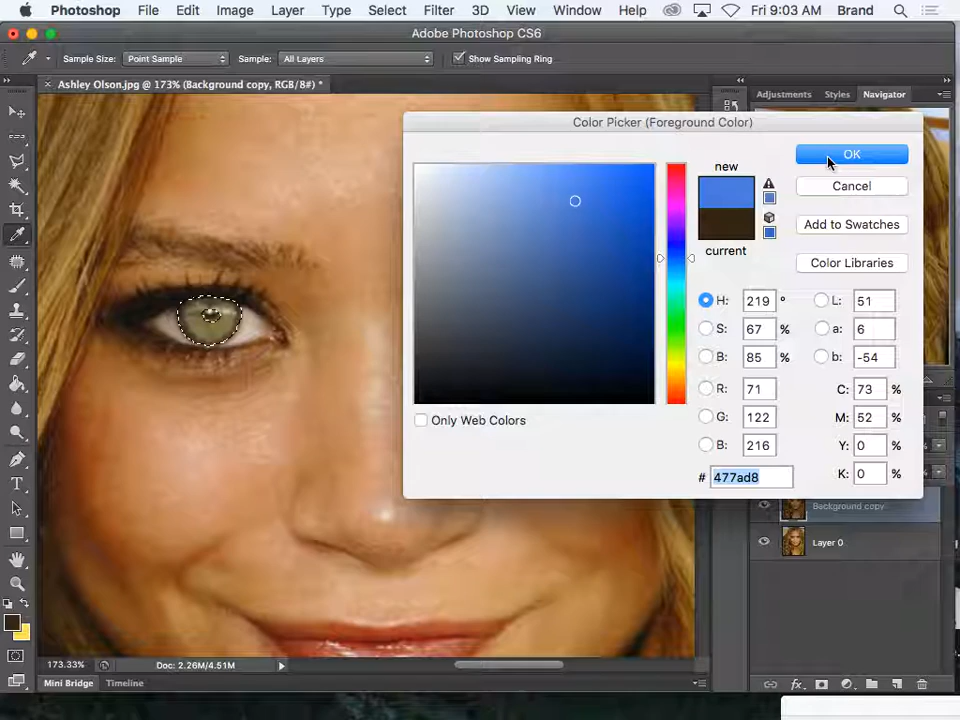 Photoshop File Edit Image Layer Type Select Filter 3D View Window Help Fri 9:03 AM Brand
Adobe Photoshop CS6
Sample Size: Point Sample Sample: All Layers Show Sampling Ring
Ashley Olson.jpg @ 173% (Background copy, RGB/8#) *
Adjustments Styles Navigator
Color Picker (Foreground Color)
new
OK
Cancel
Add to Swatches
current
Color Libraries
H: 219 ° L: 51
S: 67 % a: 6
B: 85 % b: -54
R: 71 C: 73 %
G: 122 M: 52 %
B: 216 Y: 0 %
# 477ad8 K: 0 %
Only Web Colors
Background copy
Layer 0
T
173.33% Doc: 2.26M/4.51M
Mini Bridge Timeline
fx